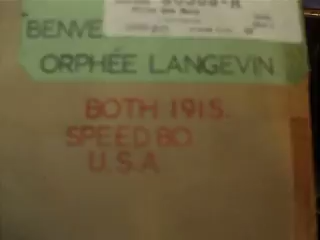 BENVE
ORPHÉE LANGEVIN
BOTH 1915.
SPEED 80.
U.S.A